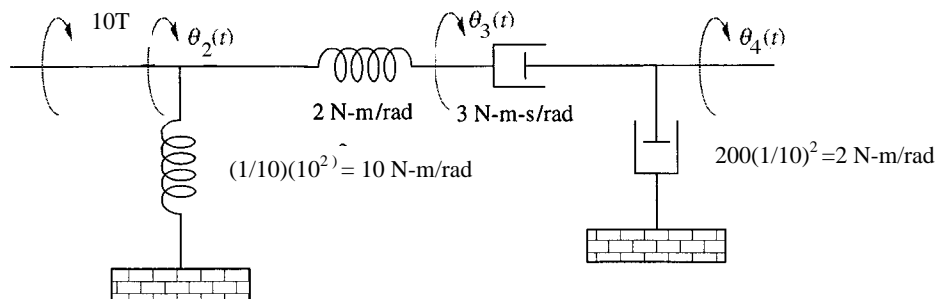 10T
θ2(t)
θ3(t)
θ4(t)
2 N-m/rad
3 N-m-s/rad
(1/10)(10²) = 10 N-m/rad
200(1/10)² =2 N-m/rad